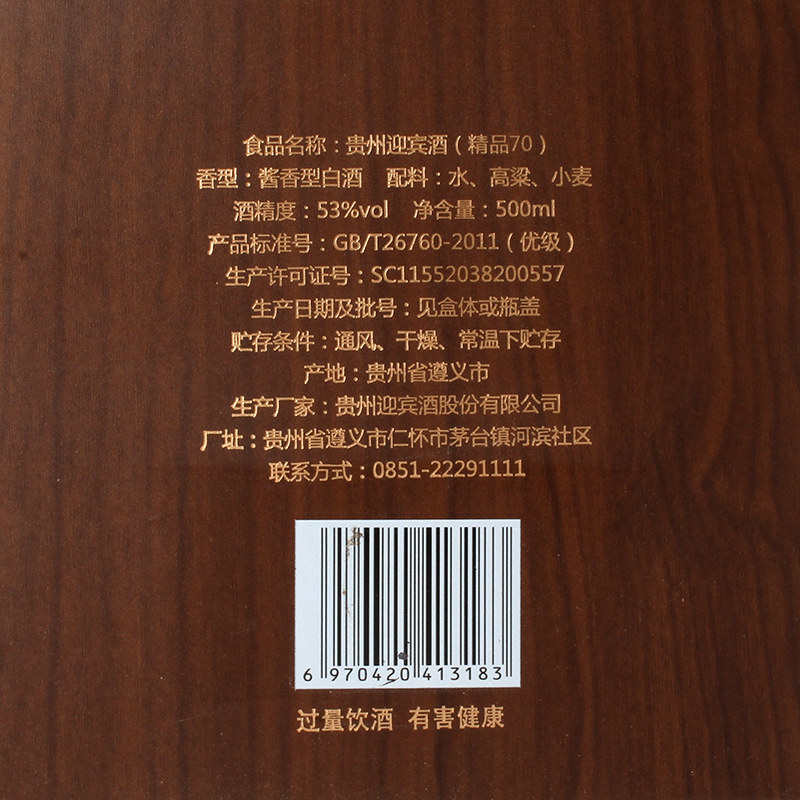 食品名称：贵州迎宾酒（精品70）
香型：酱香型白酒 配料：水、高粱、小麦
酒精度：53%vol 净含量：500ml
产品标准号：GB/T26760-2011（优级）
生产许可证号：SC11552038200557
生产日期及批号：见盒体或瓶盖
贮存条件：通风、干燥、常温下贮存
产地：贵州省遵义市
生产厂家：贵州迎宾酒股份有限公司
厂址：贵州省遵义市仁怀市茅台镇河滨社区
联系方式：0851-22291111
6 970420 413183
过量饮酒 有害健康